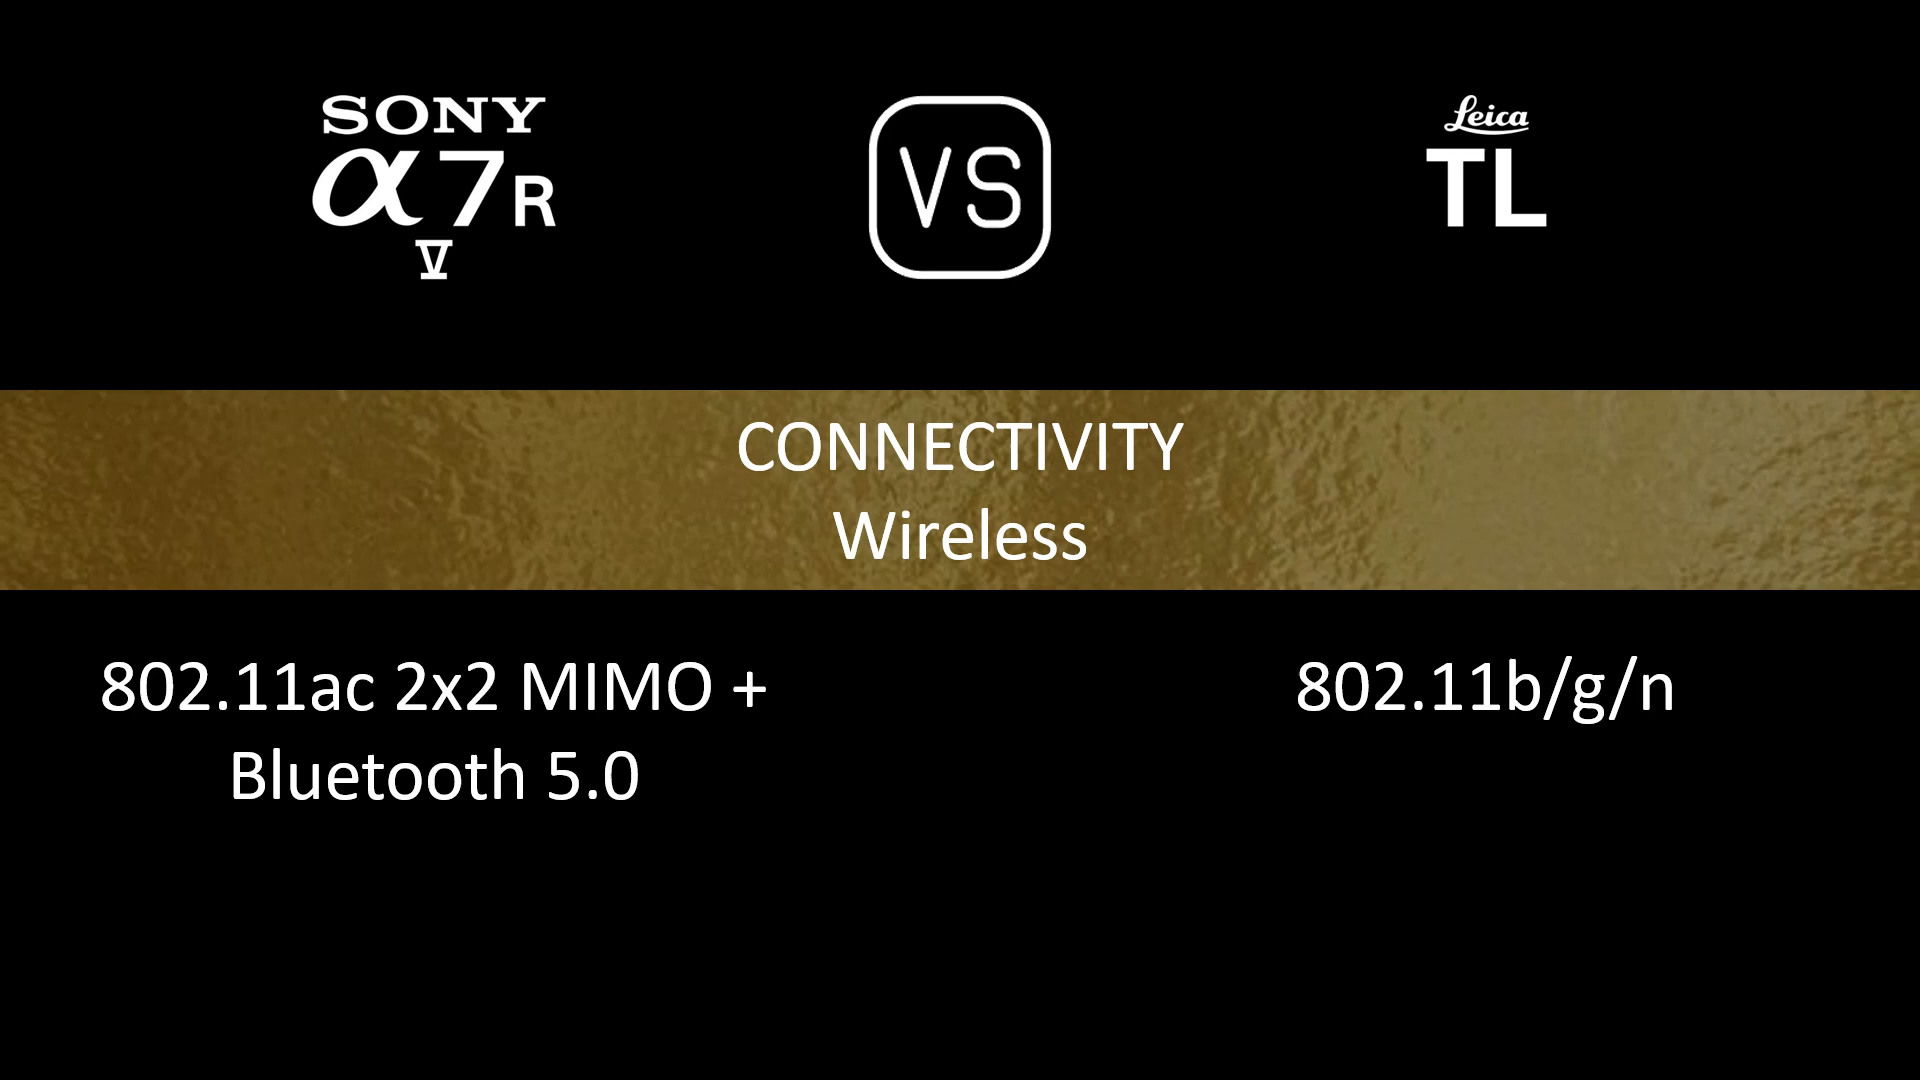 SONY
α7R
V
VS
Leica
TL
CONNECTIVITY
Wireless
802.11ac 2x2 MIMO +
Bluetooth 5.0
802.11b/g/n